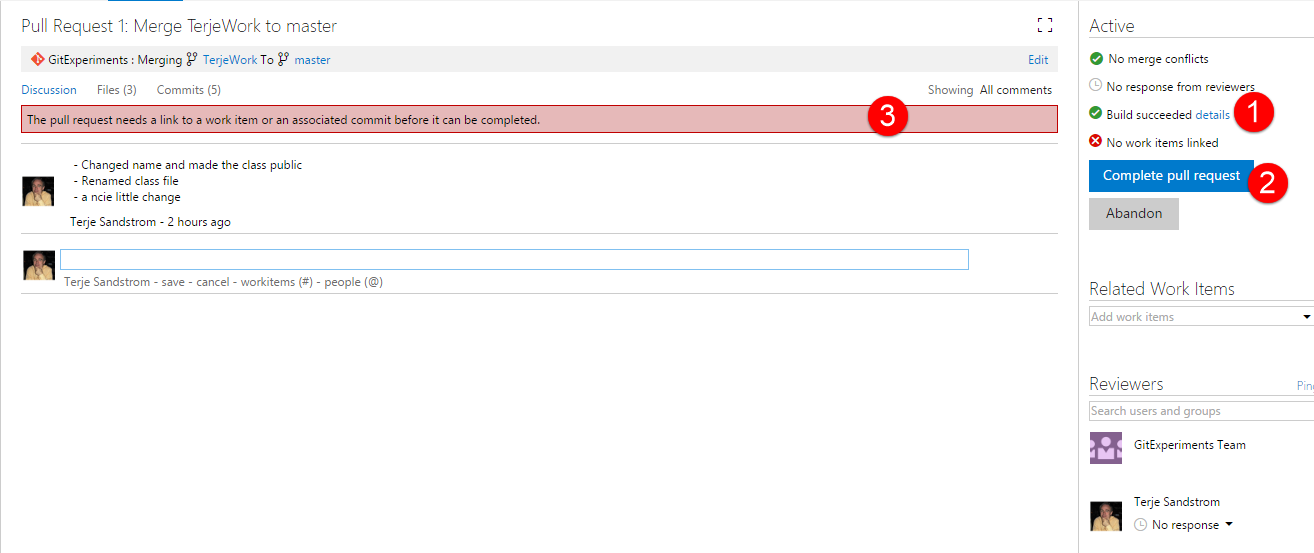 Pull Request 1: Merge TerjeWork to master
GitExperiments : Merging TerjeWork To master Edit
Discussion Files (3) Commits (5) Showing All comments
The pull request needs a link to a work item or an associated commit before it can be completed. 3
- Changed name and made the class public
- Renamed class file
- a ncie little change
Terje Sandstrom - 2 hours ago
Terje Sandstrom - save - cancel - workitems (#) - people (@)
Active
No merge conflicts
No response from reviewers
Build succeeded details 1
No work items linked
Complete pull request 2
Abandon
Related Work Items
Add work items
Reviewers Pin
Search users and groups
GitExperiments Team
Terje Sandstrom
No response